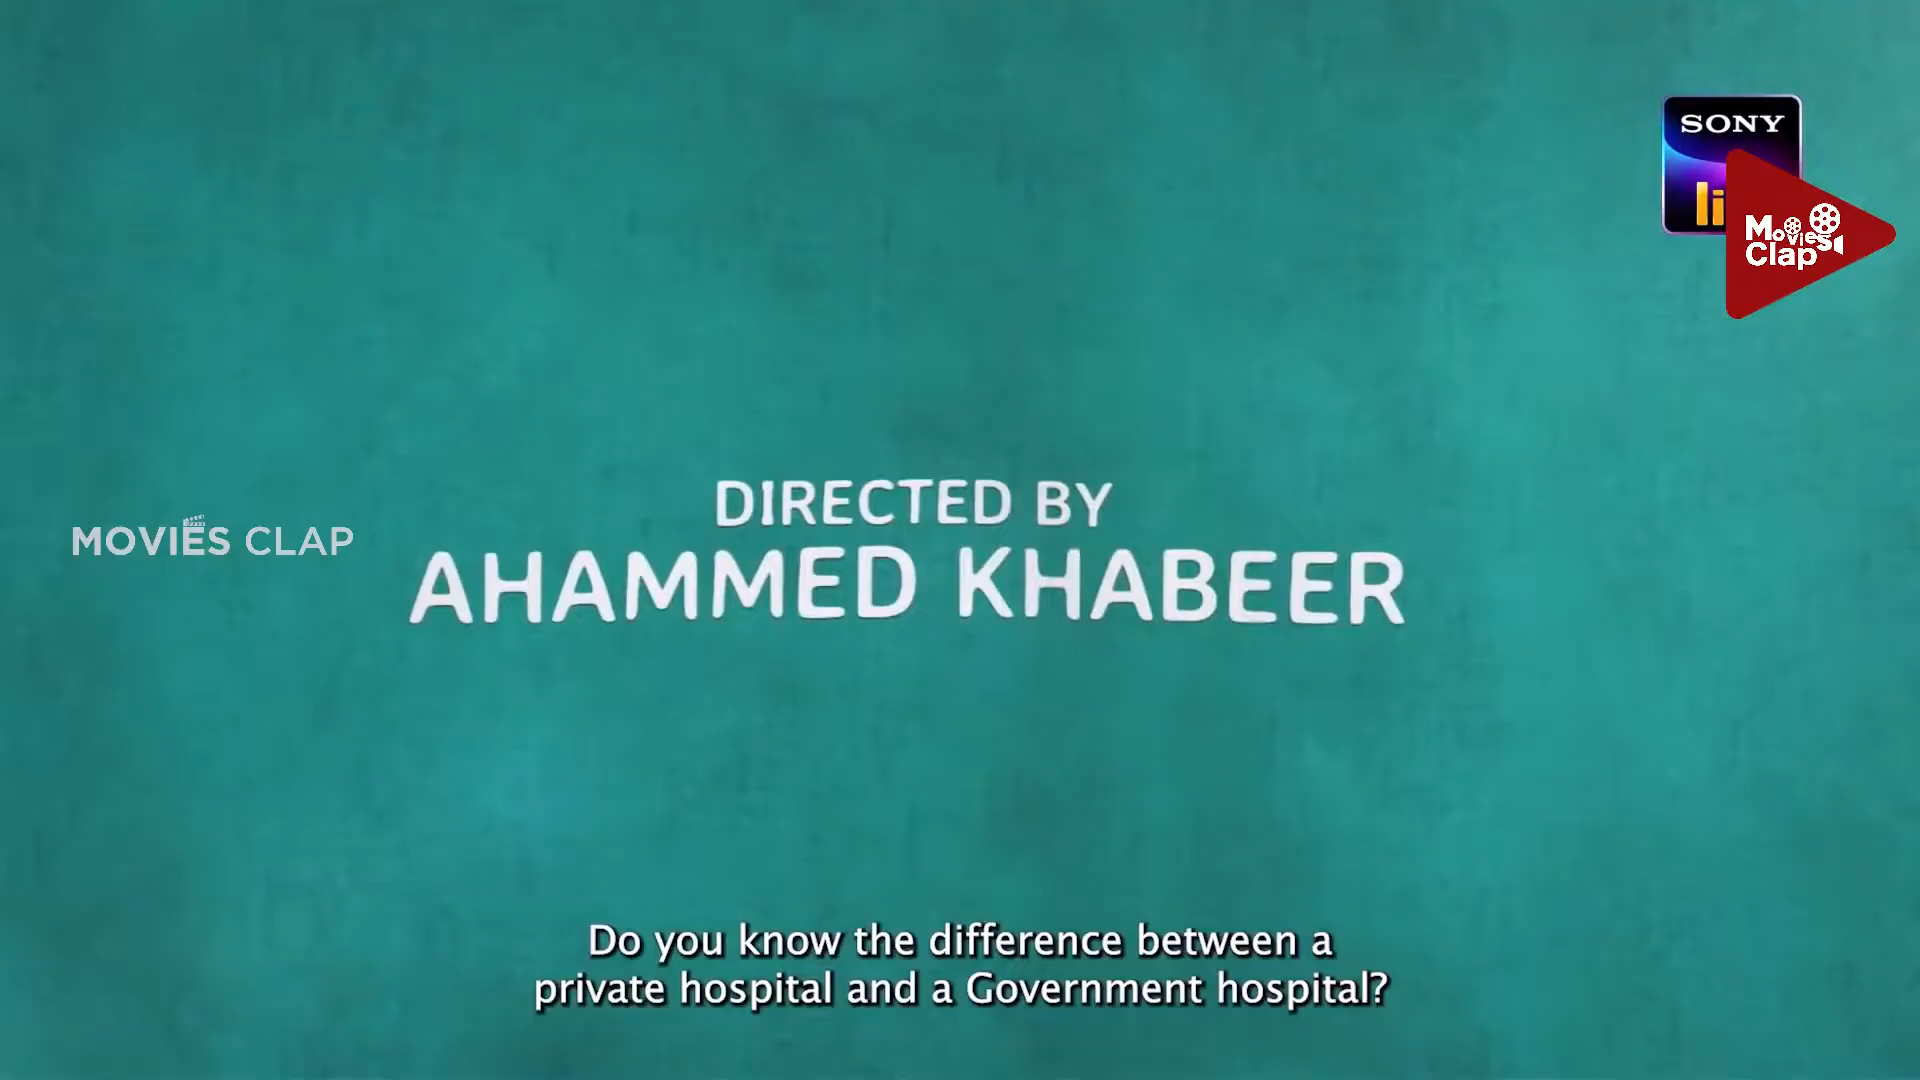 SONY
li
Movies
Clap
DIRECTED BY
MOVIES CLAP
AHAMMED KHABEER
Do you know the difference between a
private hospital and a Government hospital?